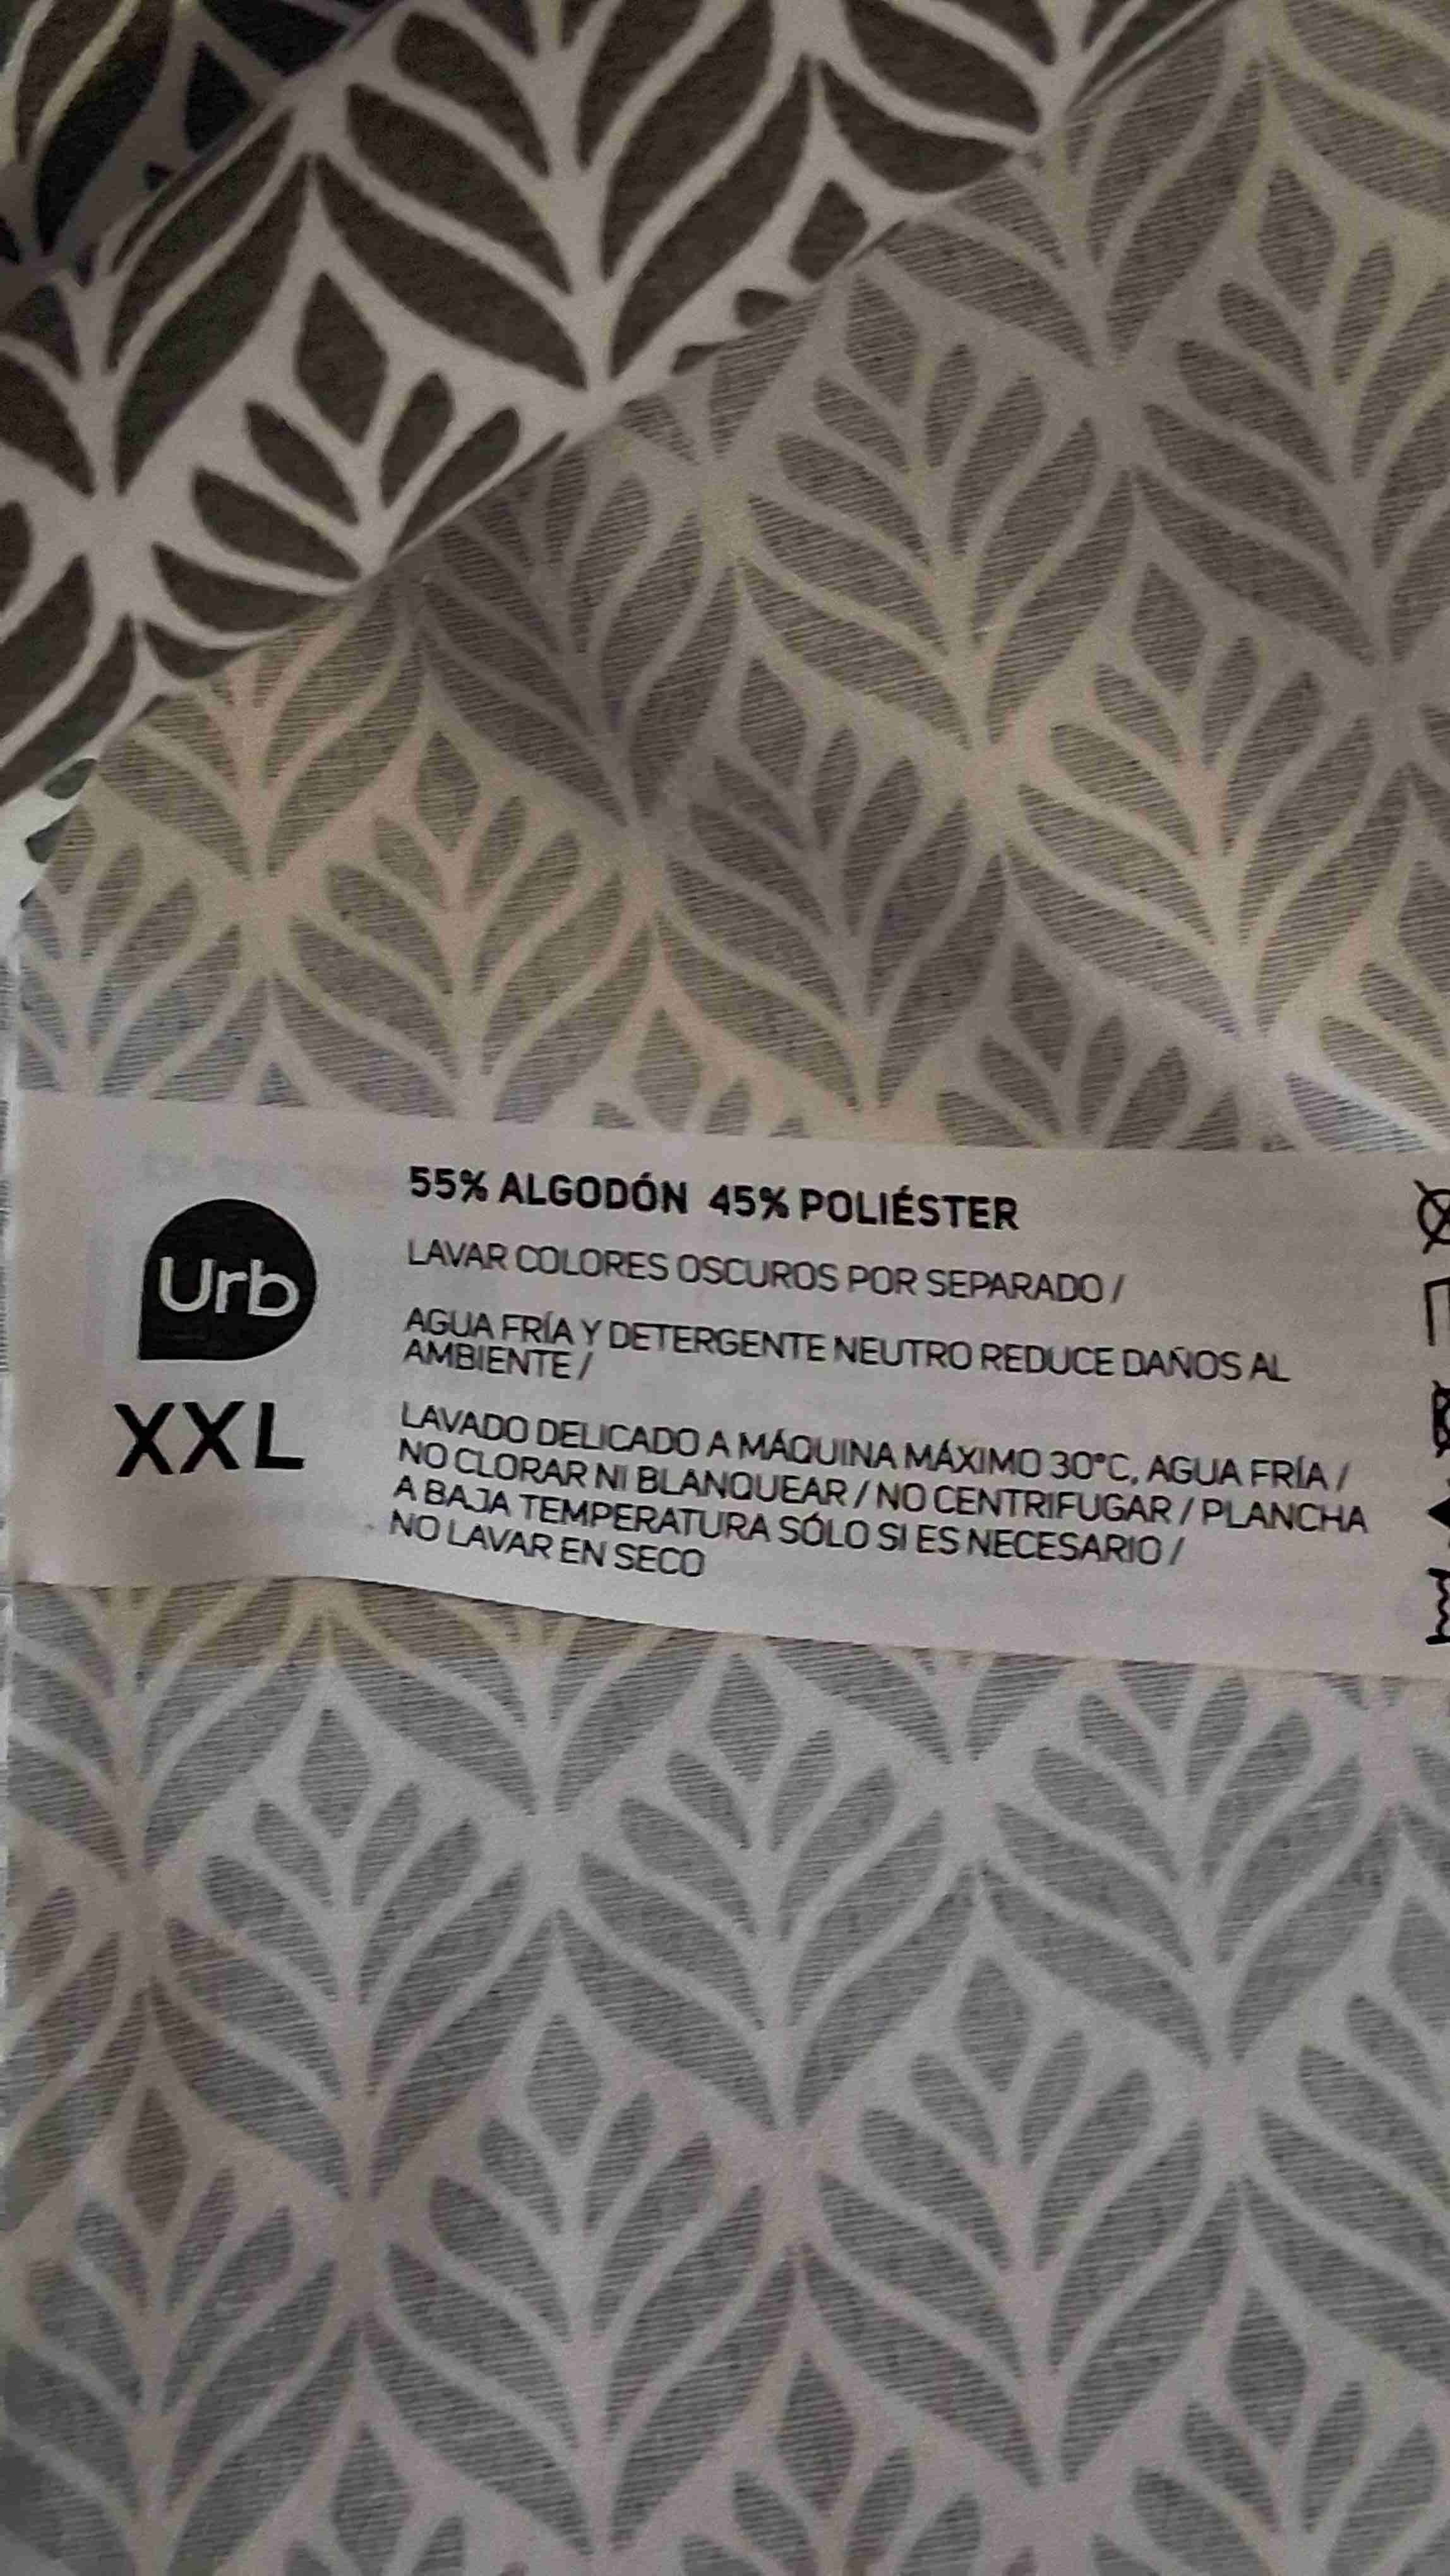 Urb
XXL
55% ALGODÓN 45% POLIÉSTER
LAVAR COLORES OSCUROS POR SEPARADO /
AGUA FRÍA Y DETERGENTE NEUTRO REDUCE DAÑOS AL
AMBIENTE /
LAVADO DELICADO A MÁQUINA MÁXIMO 30°C, AGUA FRÍA /
NO CLORAR NI BLANQUEAR / NO CENTRIFUGAR / PLANCHA
A BAJA TEMPERATURA SÓLO SI ES NECESARIO /
NO LAVAR EN SECO